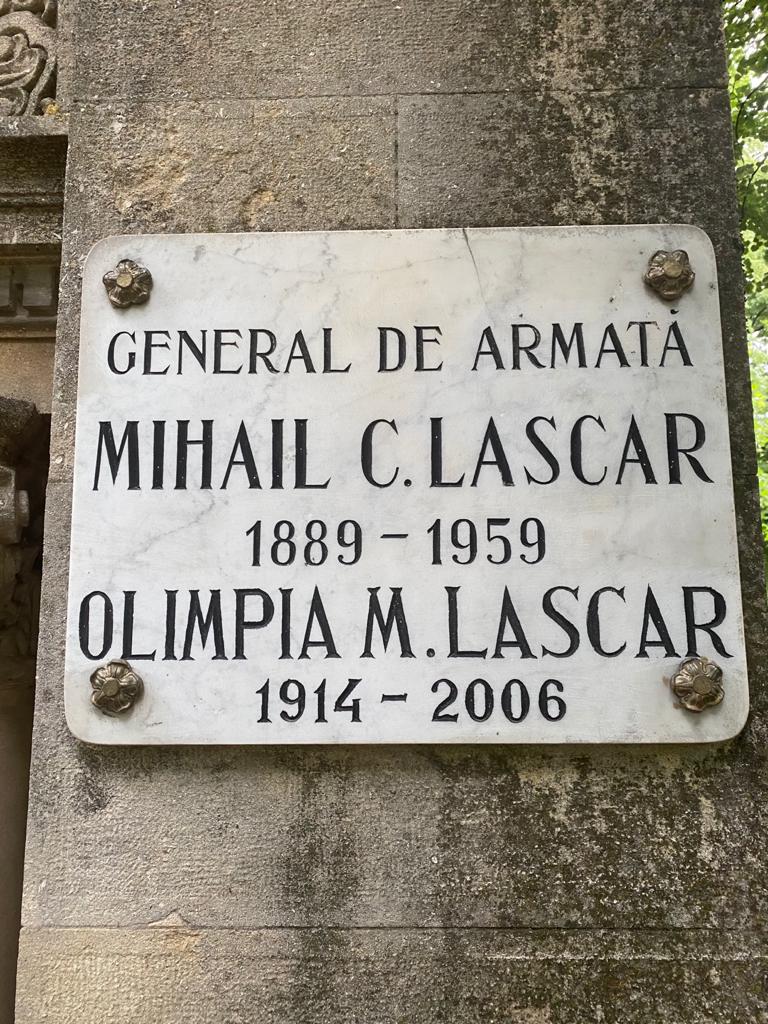 GENERAL DE ARMATĂ
MIHAIL C. LASCAR
1889 - 1959
OLIMPIA M. LASCAR
1914 - 2006